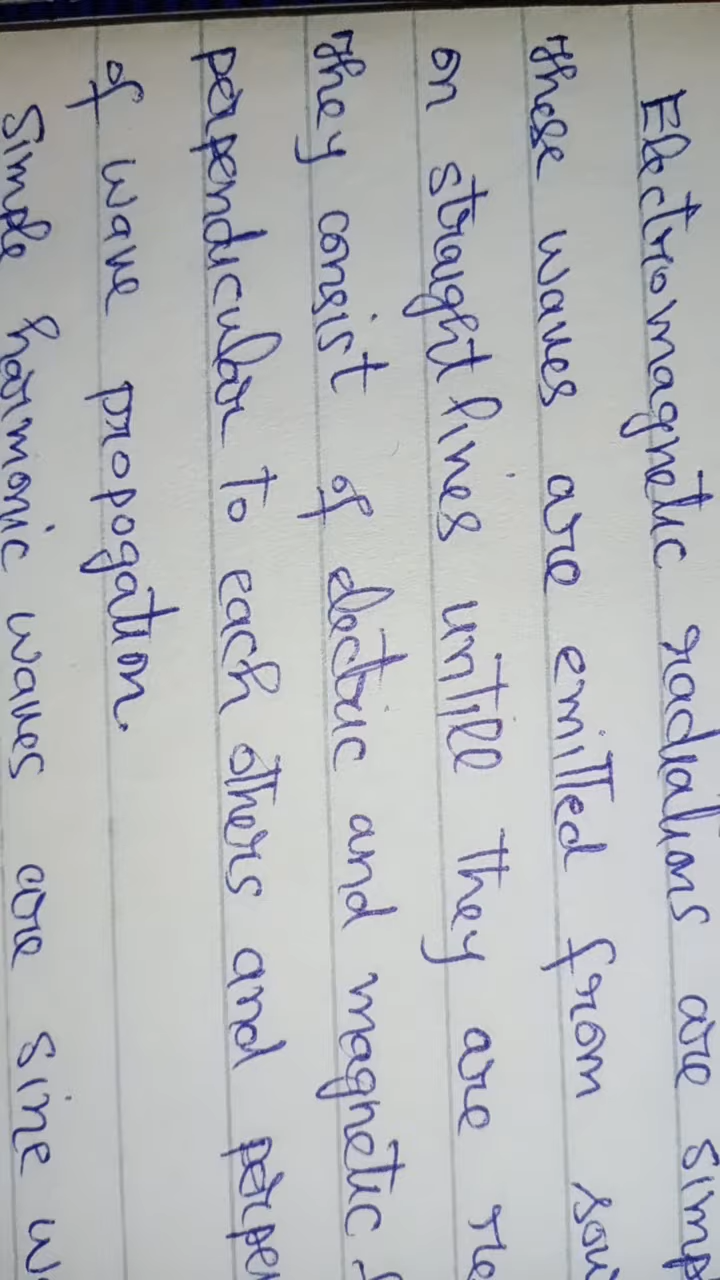 Electromagnetic radiations are simp
these waves are emitted from sou
on straight lines untill they are re
They consist of electric and magnetic f
perpendicular to each others and perpen
of wave propogation.
Simple harmonic waves are sine w